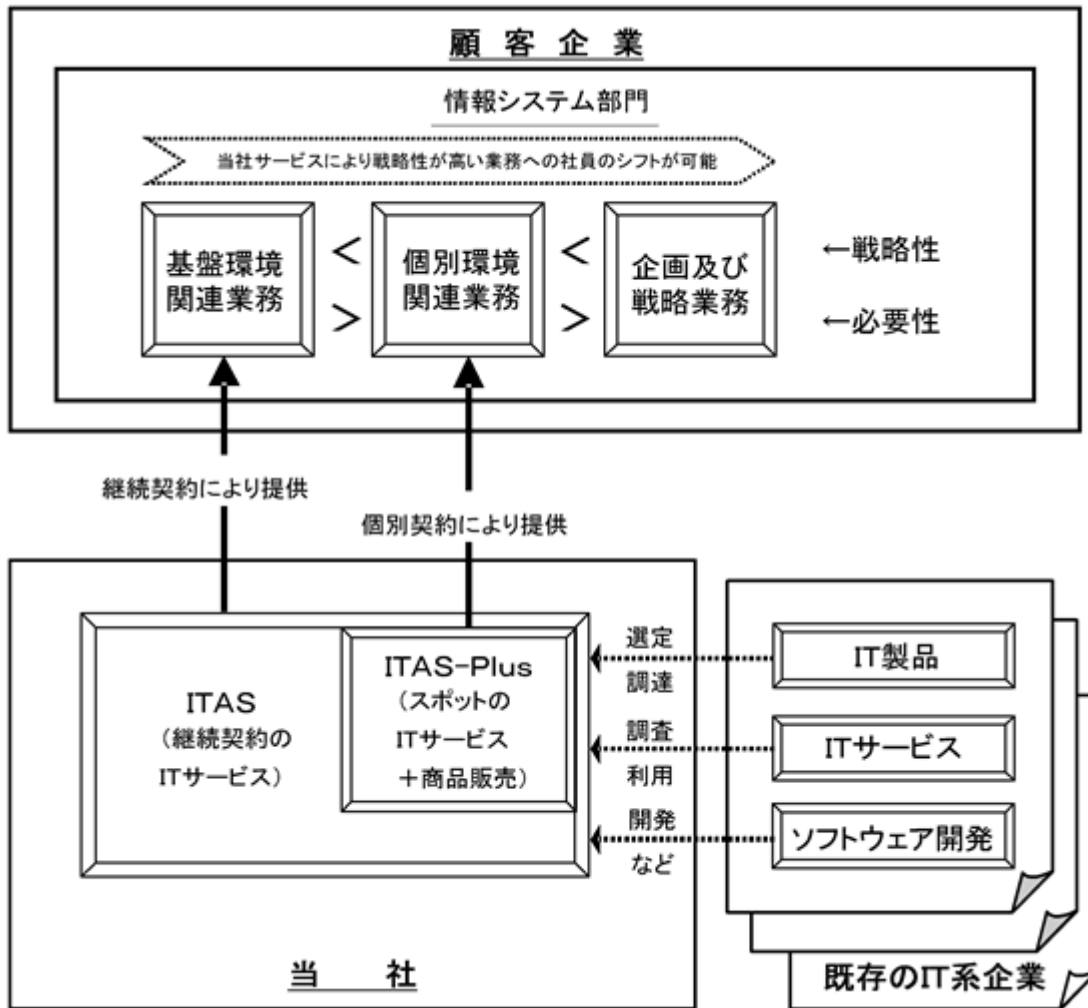 顧 客 企 業
情報システム部門
当社サービスにより戦略性が高い業務への社員のシフトが可能
基盤環境
関連業務
<
>
個別環境
関連業務
<
>
企画及び
戦略業務
←戦略性
←必要性
継続契約により提供
個別契約により提供
ITAS
(継続契約の
ITサービス)
ITAS-Plus
(スポットの
ITサービス
+商品販売)
選定
調達
調査
利用
開発
など
IT製品
ITサービス
ソフトウェア開発
当 社
既存のIT系企業